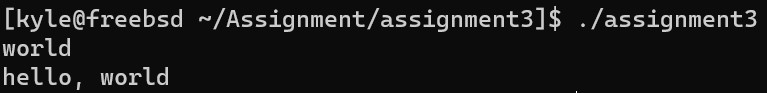 [kyle@freebsd ~/Assignment/assignment3]$ ./assignment3
world
hello, world